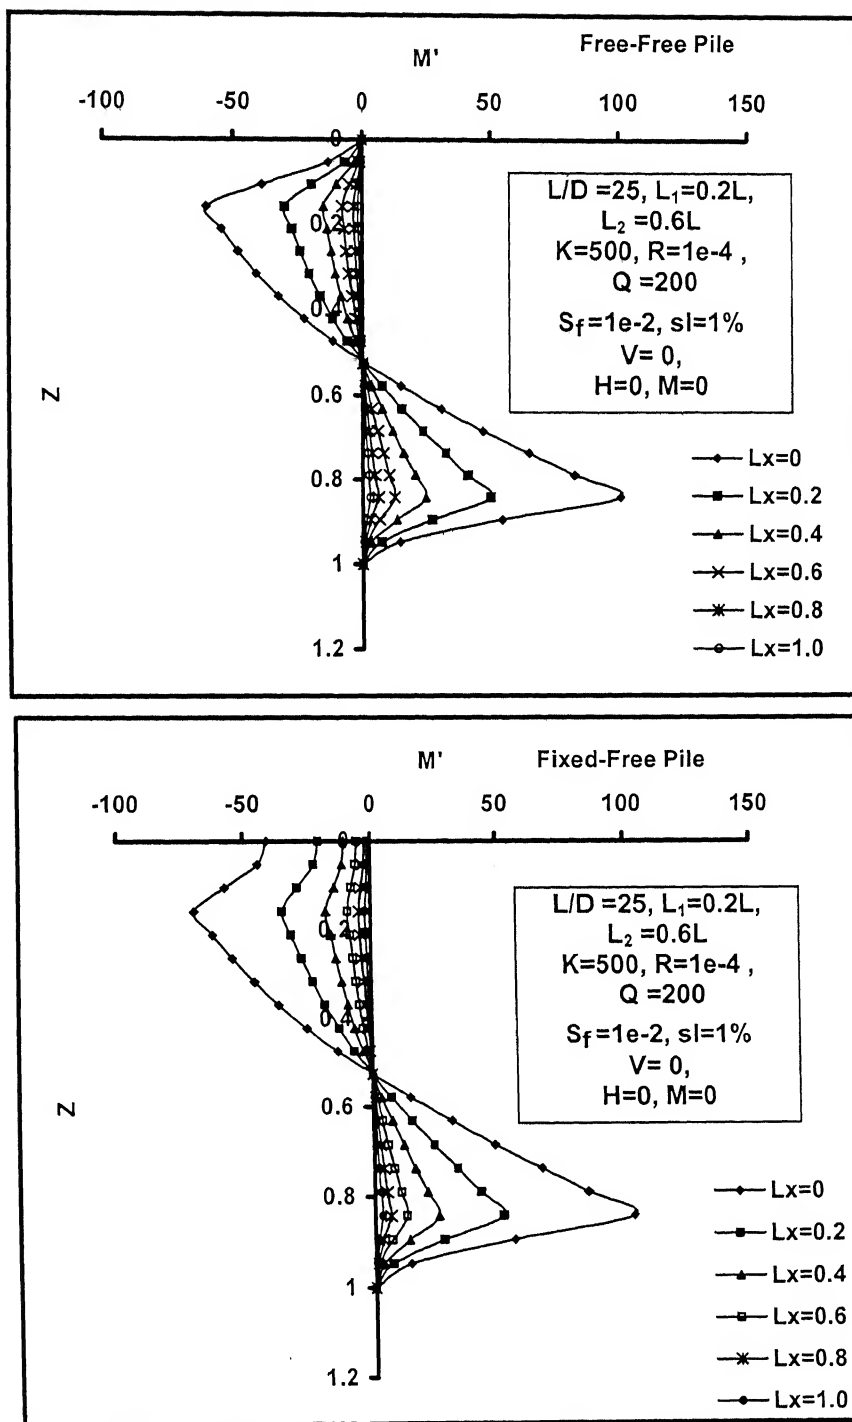 M' Free-Free Pile
-100 -50 0 50 100 150
0
0.2
0.4
0.6
0.8
1
1.2
Z
L/D =25, L₁=0.2L,
L₂ =0.6L
K=500, R=1e-4 ,
Q =200
S_f=1e-2, sl=1%
V= 0,
H=0, M=0
Lx=0
Lx=0.2
Lx=0.4
Lx=0.6
Lx=0.8
Lx=1.0
M' Fixed-Free Pile
-100 -50 0 50 100 150
0
0.2
0.4
0.6
0.8
1
1.2
Z
L/D =25, L₁=0.2L,
L₂ =0.6L
K=500, R=1e-4 ,
Q =200
S_f=1e-2, sl=1%
V= 0,
H=0, M=0
Lx=0
Lx=0.2
Lx=0.4
Lx=0.6
Lx=0.8
Lx=1.0